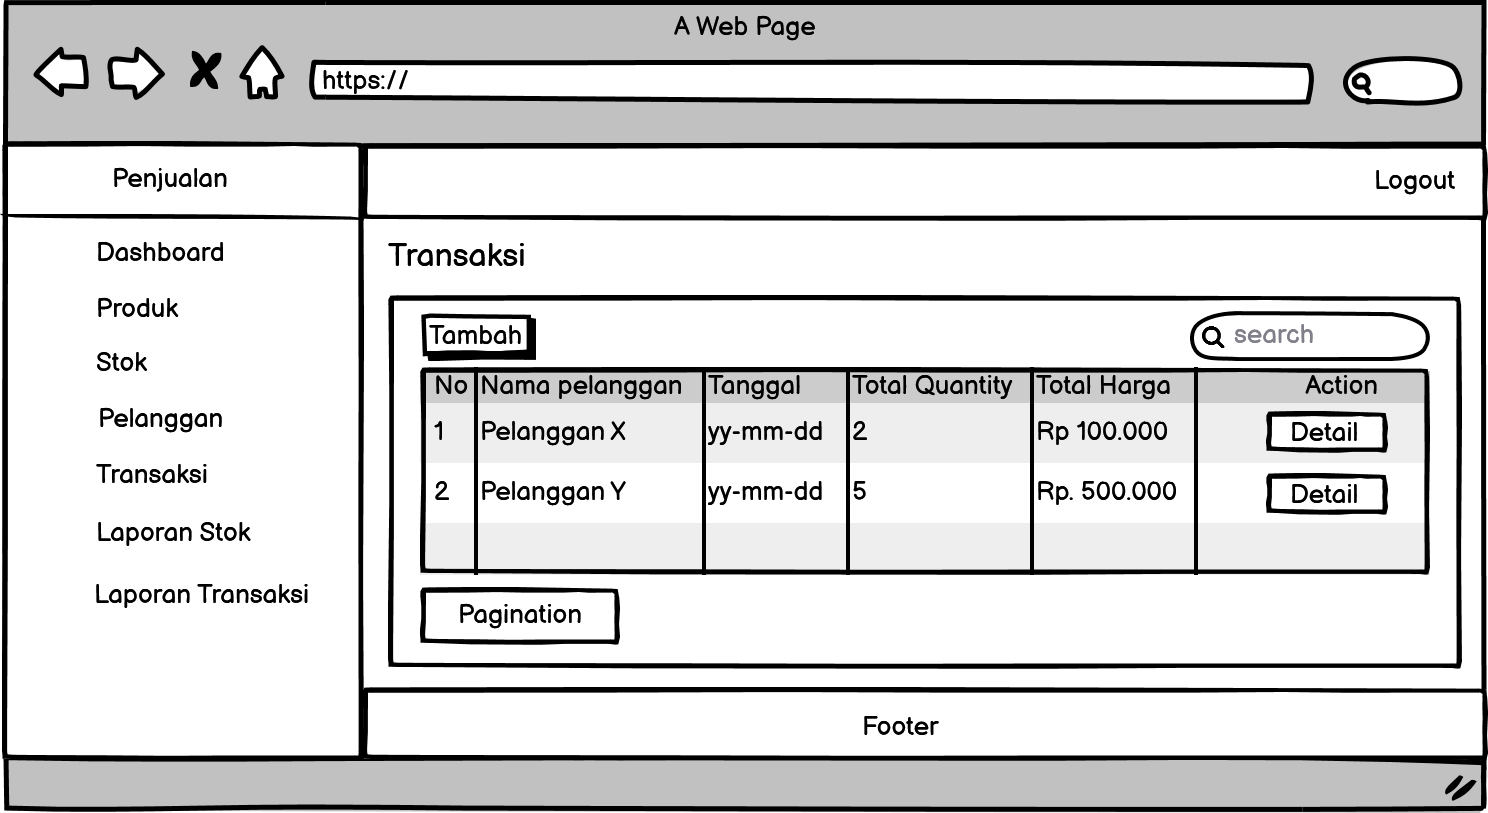 A Web Page
https://
Penjualan
Logout
Dashboard
Produk
Stok
Pelanggan
Transaksi
Laporan Stok
Laporan Transaksi
Transaksi
Tambah
search
No Nama pelanggan Tanggal Total Quantity Total Harga Action
1 Pelanggan X yy-mm-dd 2 Rp 100.000 Detail
2 Pelanggan Y yy-mm-dd 5 Rp. 500.000 Detail
Pagination
Footer